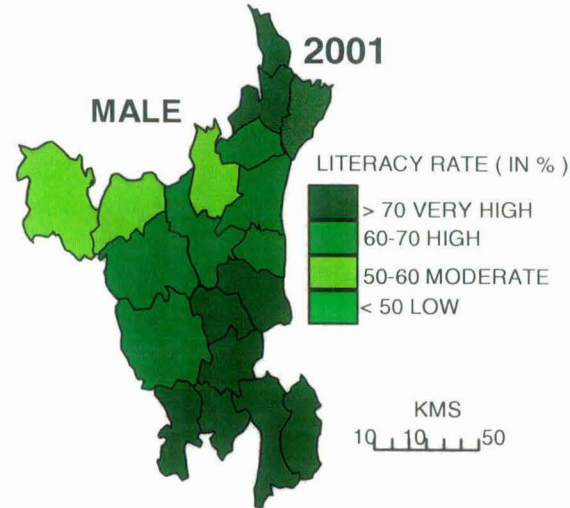 2001
MALE
LITERACY RATE ( IN % )
> 70 VERY HIGH
60-70 HIGH
50-60 MODERATE
< 50 LOW
KMS
10 10 50